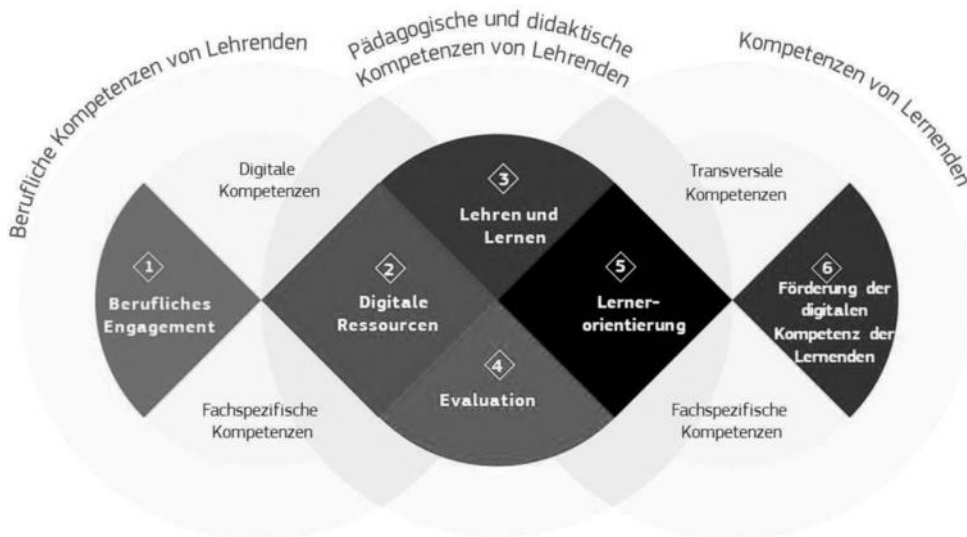 Berufliche Kompetenzen von Lehrenden
Pädagogische und didaktische
Kompetenzen von Lehrenden
Kompetenzen von Lernenden
Digitale
Kompetenzen
Transversale
Kompetenzen
1
Berufliches
Engagement
2
Digitale
Ressourcen
3
Lehren und
Lernen
4
Evaluation
5
Lerner-
orientierung
6
Förderung der
digitalen
Kompetenz der
Lernenden
Fachspezifische
Kompetenzen
Fachspezifische
Kompetenzen